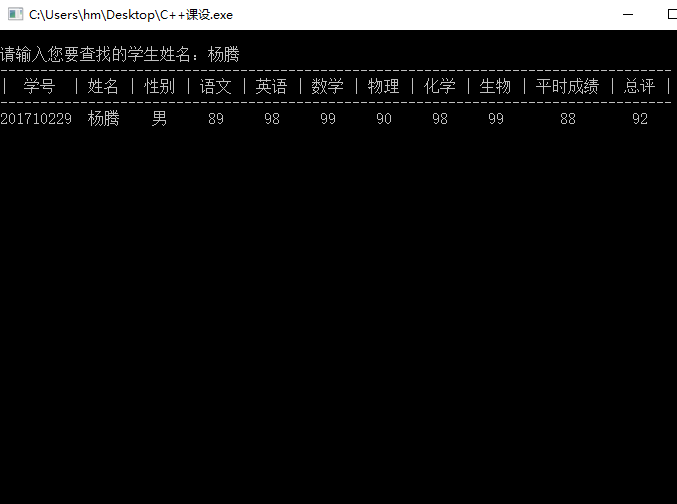 C:\Users\hm\Desktop\C++课设.exe
请输入您要查找的学生姓名：杨腾
| 学号 | 姓名 | 性别 | 语文 | 英语 | 数学 | 物理 | 化学 | 生物 | 平时成绩 | 总评 |
201710229 杨腾 男 89 98 99 90 98 99 88 92